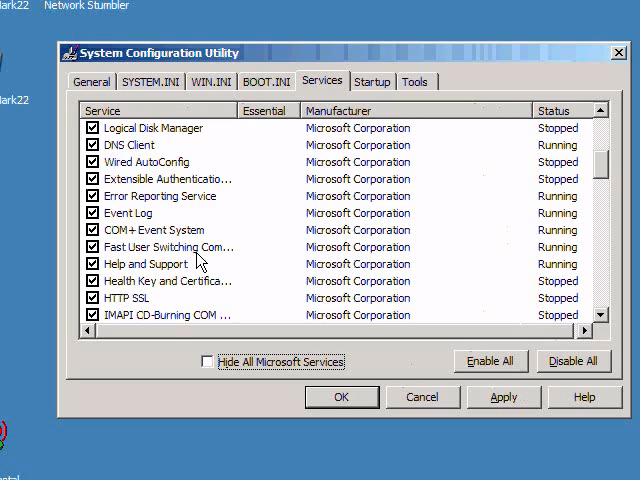 Mark22 Network Stumbler
System Configuration Utility
Mark22
General SYSTEM.INI WIN.INI BOOT.INI Services Startup Tools
Service Essential Manufacturer Status
Logical Disk Manager Microsoft Corporation Stopped
DNS Client Microsoft Corporation Running
Wired AutoConfig Microsoft Corporation Stopped
Extensible Authenticatio... Microsoft Corporation Stopped
Error Reporting Service Microsoft Corporation Running
Event Log Microsoft Corporation Running
COM+ Event System Microsoft Corporation Running
Fast User Switching Com... Microsoft Corporation Running
Help and Support Microsoft Corporation Running
Health Key and Certifica... Microsoft Corporation Stopped
HTTP SSL Microsoft Corporation Stopped
IMAPI CD-Burning COM ... Microsoft Corporation Stopped
Hide All Microsoft Services Enable All Disable All
OK Cancel Apply Help